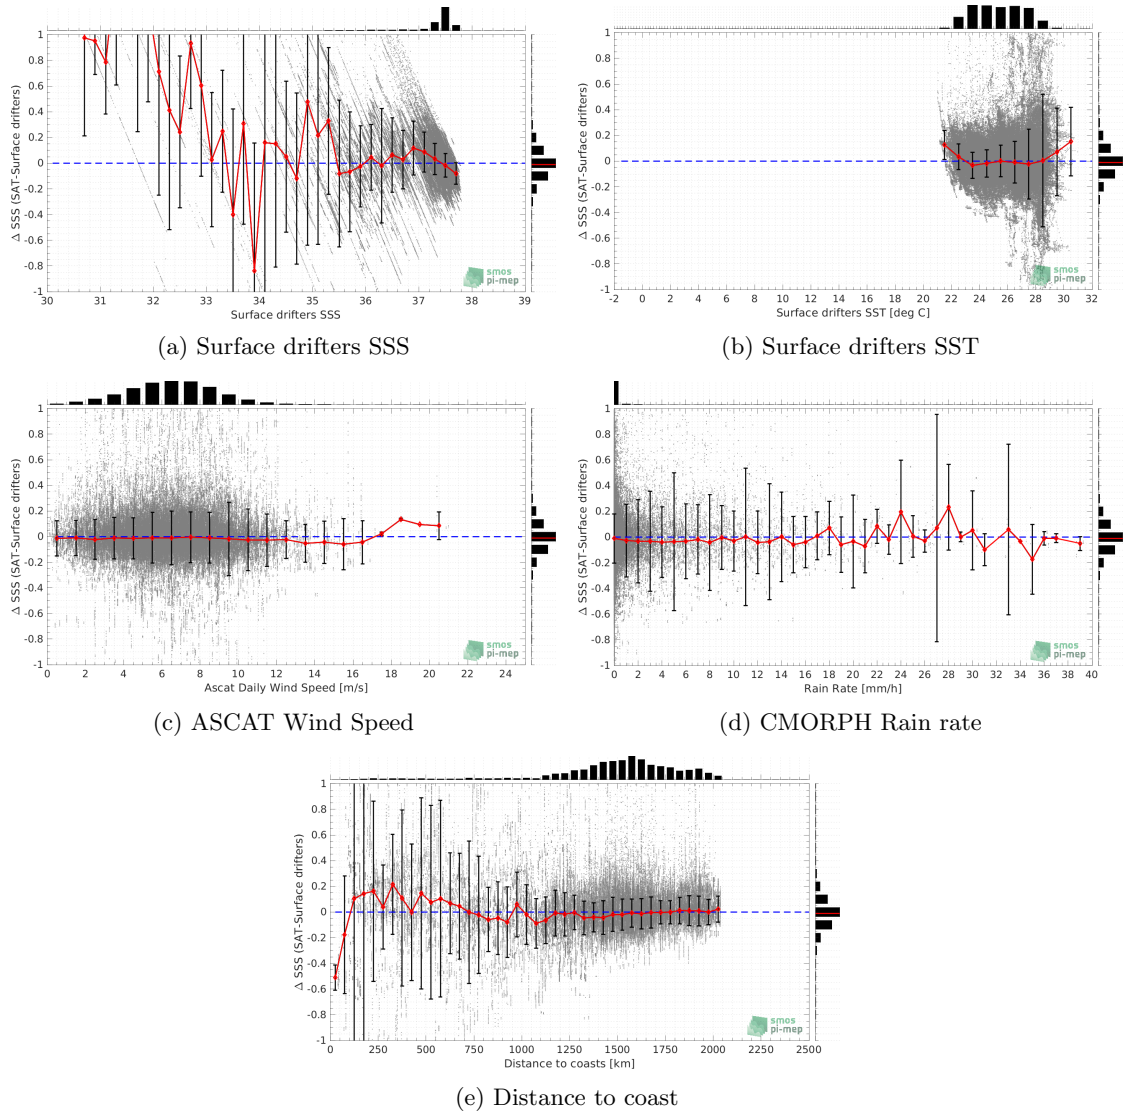 1
0.8
0.6
0.4
0.2
0
-0.2
-0.4
-0.6
-0.8
-1
Δ SSS (SAT-Surface drifters)
30 31 32 33 34 35 36 37 38 39
Surface drifters SSS
smos
pi-mep
(a) Surface drifters SSS
1
0.8
0.6
0.4
0.2
0
-0.2
-0.4
-0.6
-0.8
-1
Δ SSS (SAT-Surface drifters)
-2 0 2 4 6 8 10 12 14 16 18 20 22 24 26 28 30 32
Surface drifters SST [deg C]
smos
pi-mep
(b) Surface drifters SST
1
0.8
0.6
0.4
0.2
0
-0.2
-0.4
-0.6
-0.8
-1
Δ SSS (SAT-Surface drifters)
0 2 4 6 8 10 12 14 16 18 20 22 24
Ascat Daily Wind Speed [m/s]
smos
pi-mep
(c) ASCAT Wind Speed
1
0.8
0.6
0.4
0.2
0
-0.2
-0.4
-0.6
-0.8
-1
Δ SSS (SAT-Surface drifters)
0 2 4 6 8 10 12 14 16 18 20 22 24 26 28 30 32 34 36 38 40
Rain Rate [mm/h]
smos
pi-mep
(d) CMORPH Rain rate
1
0.8
0.6
0.4
0.2
0
-0.2
-0.4
-0.6
-0.8
-1
Δ SSS (SAT-Surface drifters)
0 250 500 750 1000 1250 1500 1750 2000 2250 2500
Distance to coasts [km]
smos
pi-mep
(e) Distance to coast